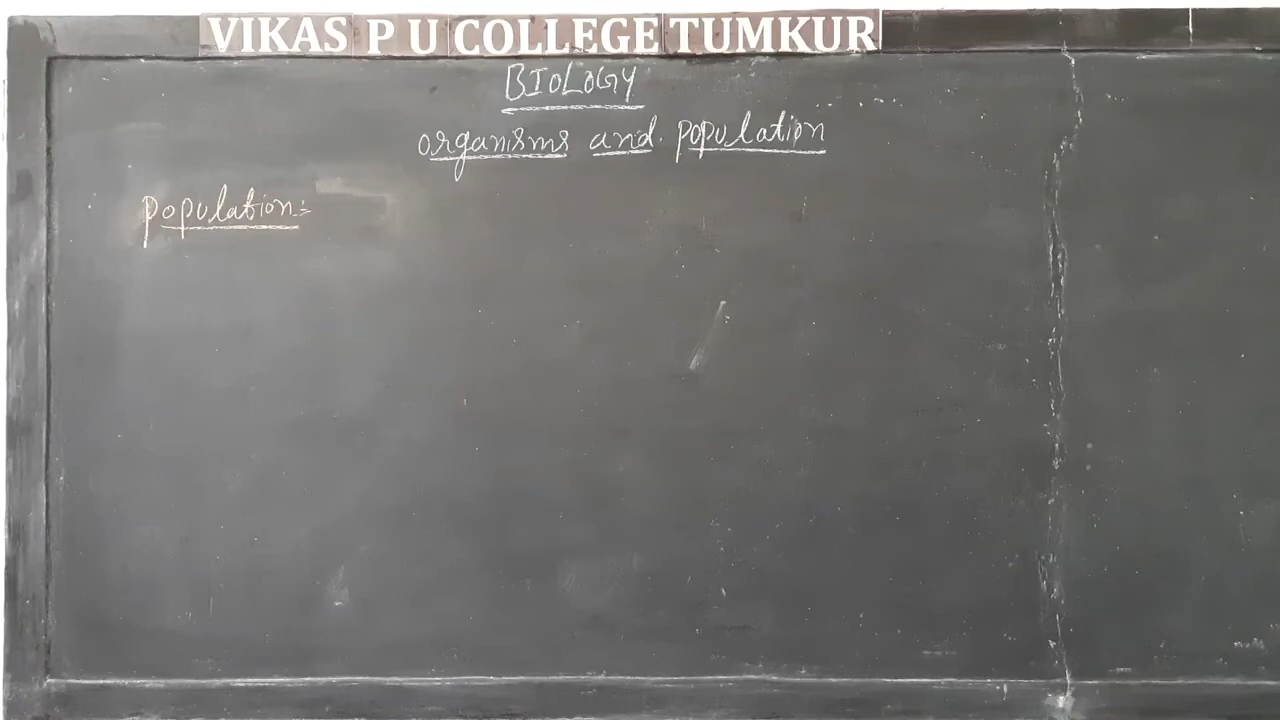 VIKAS P U COLLEGE TUMKUR
BIOLOGY
organisms and population
population:-